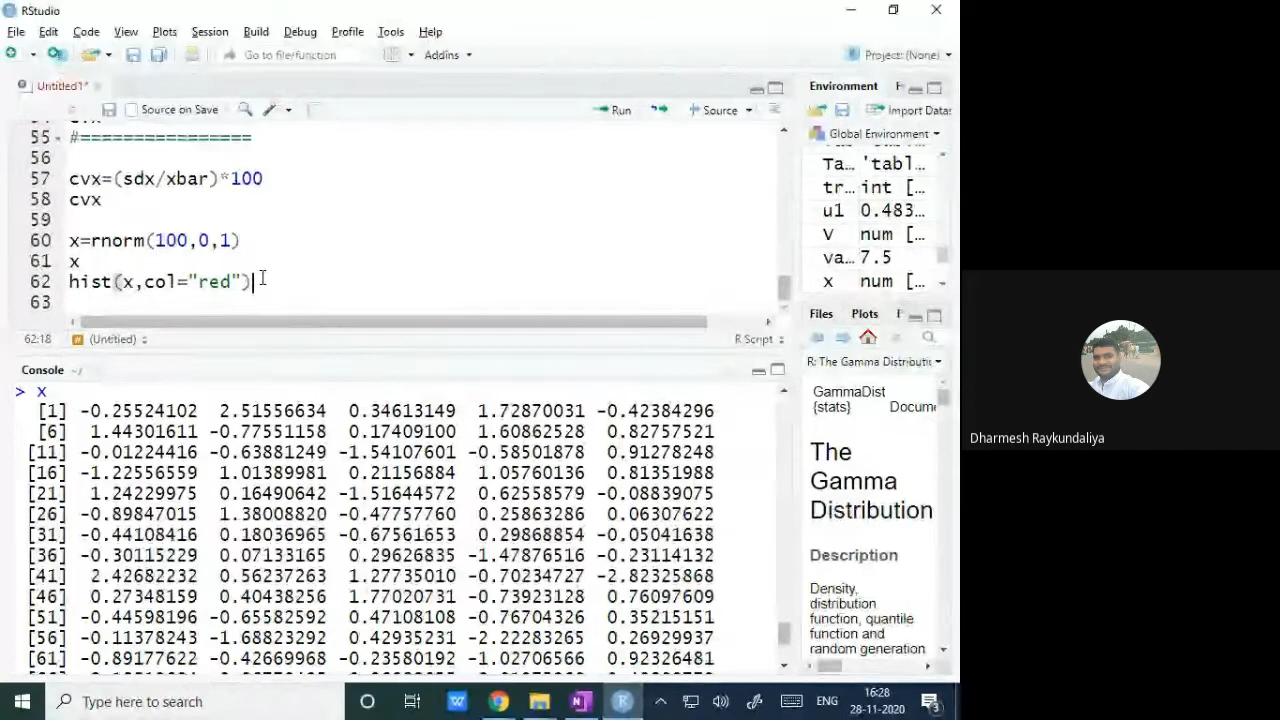 RStudio
File Edit Code View Plots Session Build Debug Profile Tools Help
Go to file/function Addins Project: (None)
Untitled1*
Source on Save Run Source
55 #================
56
57 cvx=(sdx/xbar)*100
58 cvx
59
60 x=rnorm(100,0,1)
61 x
62 hist(x,col="red")
63
62:18 (Untitled) R Script
Console ~/
> x
[1] -0.25524102 2.51556634 0.34613149 1.72870031 -0.42384296
[6] 1.44301611 -0.77551158 0.17409100 1.60862528 0.82757521
[11] -0.01224416 -0.63881249 -1.54107601 -0.58501878 0.91278248
[16] -1.22556559 1.01389981 0.21156884 1.05760136 0.81351988
[21] 1.24229975 0.16490642 -1.51644572 0.62558579 -0.08839075
[26] -0.89847015 1.38008820 -0.47757760 0.25863286 0.06307622
[31] -0.44108416 0.18036965 -0.67561653 0.29868854 -0.05041638
[36] -0.30115229 0.07133165 0.29626835 -1.47876516 -0.23114132
[41] 2.42682232 0.56237263 1.27735010 -0.70234727 -2.82325868
[46] 0.27348159 0.40438256 1.77020731 -0.73923128 0.76097609
[51] -0.44598196 -0.65582592 0.47108108 -0.76704326 0.35215151
[56] -0.11378243 -1.68823292 0.42935231 -2.22283265 0.26929937
[61] -0.89177622 -0.42669968 -0.23580192 -1.02706566 0.92326481
Environment
Import Datas
Global Environment
Ta… 'tabl…
tr… int […
u1 0.483…
V num […
va… 7.5
x num […
Files Plots
R: The Gamma Distributi
GammaDist
{stats} Docume
The
Gamma
Distribution
Description
Density,
distribution
function, quantile
function and
random generation
Dharmesh Raykundaliya
Type here to search
ENG
16:28
28-11-2020
3